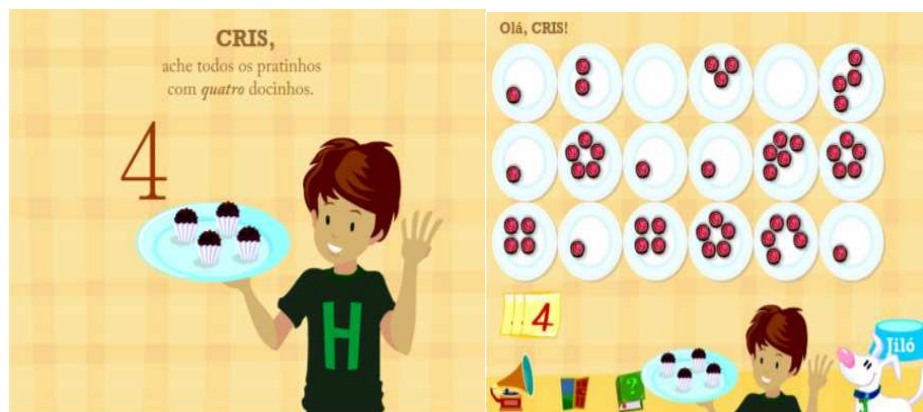 CRIS,
ache todos os pratinhos
com quatro docinhos.
4
H
Olá, CRIS!
4
?
Jiló